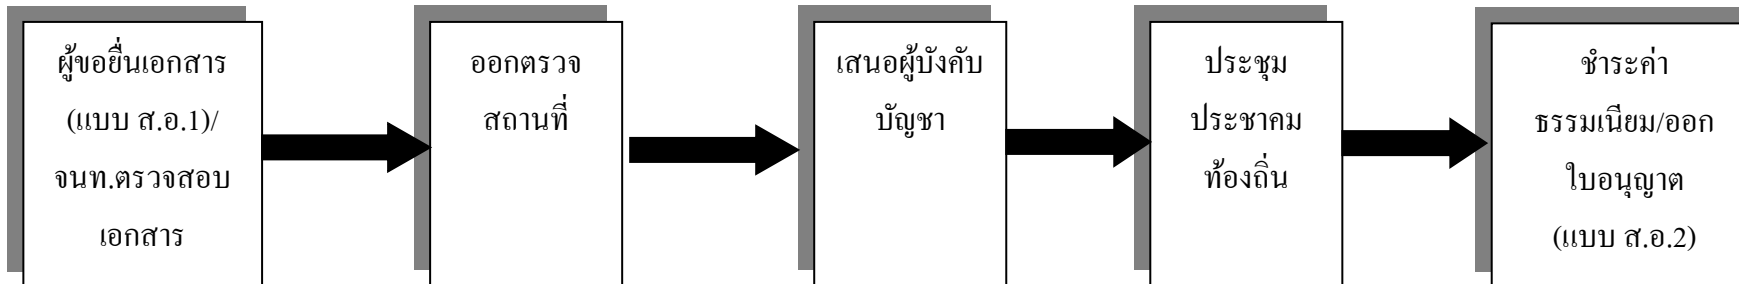 ผู้ขอยื่นเอกสาร
(แบบ ส.อ.1)/
จนท.ตรวจสอบ
เอกสาร
ออกตรวจ
สถานที่
เสนอผู้บังคับ
บัญชา
ประชุม
ประชาคม
ท้องถิ่น
ชำระค่า
ธรรมเนียม/ออก
ใบอนุญาต
(แบบ ส.อ.2)